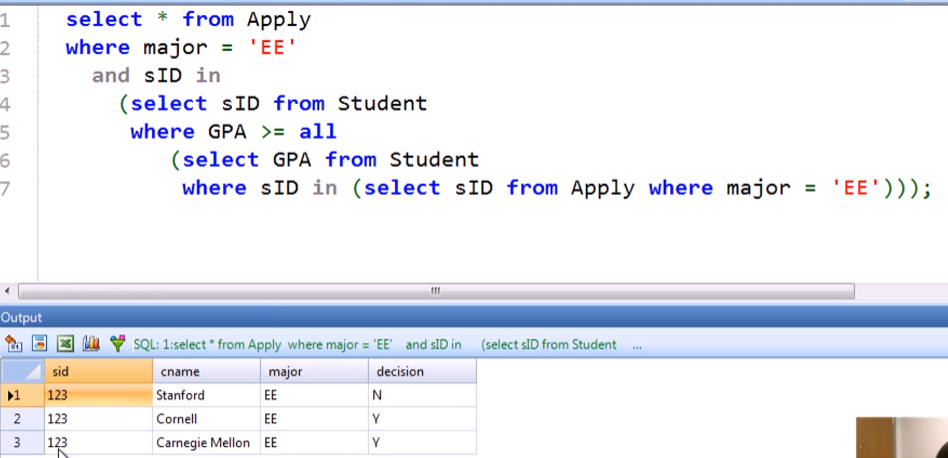 1 select * from Apply
2 where major = 'EE'
3 and sID in
4 (select sID from Student
5 where GPA >= all
6 (select GPA from Student
7 where sID in (select sID from Apply where major = 'EE')));
Output
SQL: 1:select * from Apply where major = 'EE' and sID in (select sID from Student ...
sid cname major decision
1 123 Stanford EE N
2 123 Cornell EE Y
3 123 Carnegie Mellon EE Y